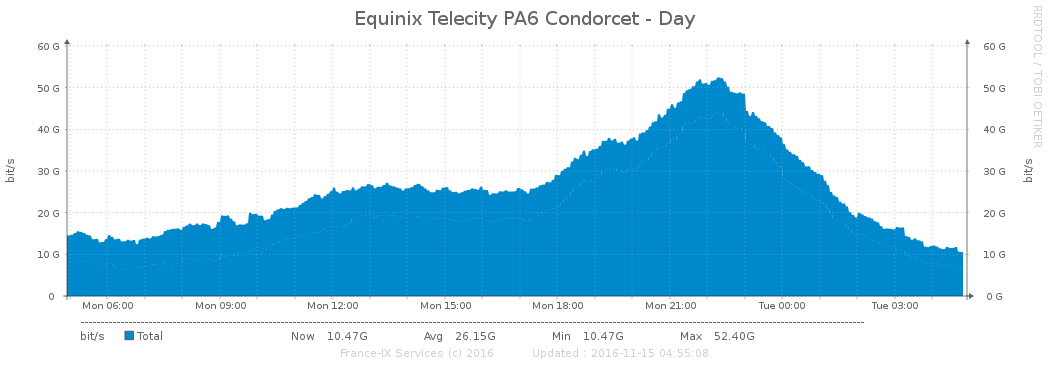 Equinix Telecity PA6 Condorcet - Day
RRDTOOL / TOBI OETIKER
bit/s
bit/s
60 G 60 G
50 G 50 G
40 G 40 G
30 G 30 G
20 G 20 G
10 G 10 G
0 0 G
Mon 06:00 Mon 09:00 Mon 12:00 Mon 15:00 Mon 18:00 Mon 21:00 Tue 00:00 Tue 03:00
bit/s Total Now 10.47G Avg 26.15G Min 10.47G Max 52.40G
France-IX Services (c) 2016 Updated : 2016-11-15 04:55:08